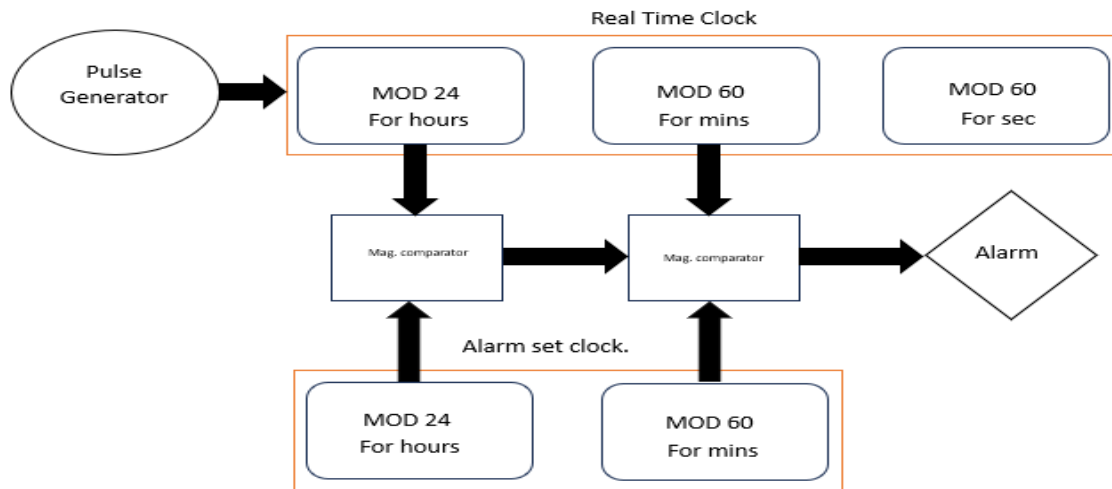 Real Time Clock
Pulse
Generator
MOD 24
For hours
MOD 60
For mins
MOD 60
For sec
Mag. comparator
Mag. comparator
Alarm
Alarm set clock.
MOD 24
For hours
MOD 60
For mins